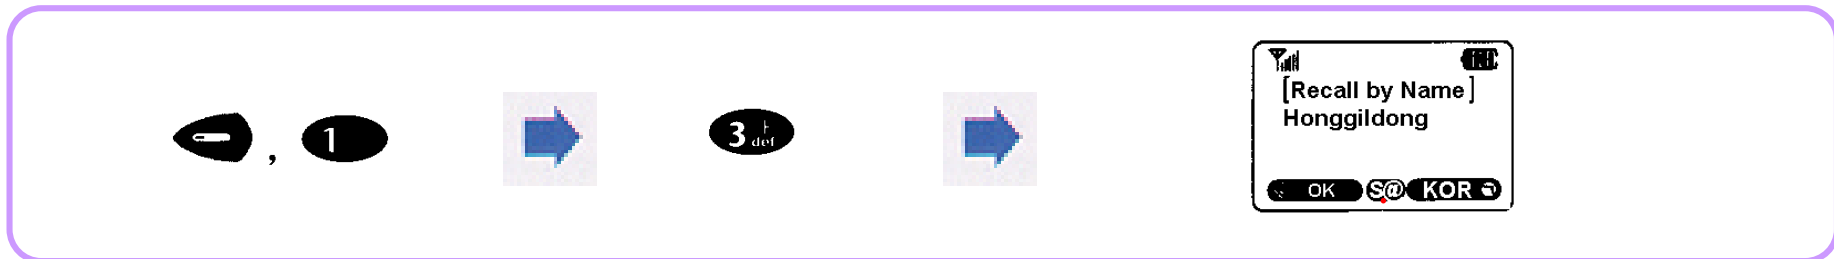 , 1
3 ㅏ
def
[Recall by Name]
Honggildong
OK S@ KOR